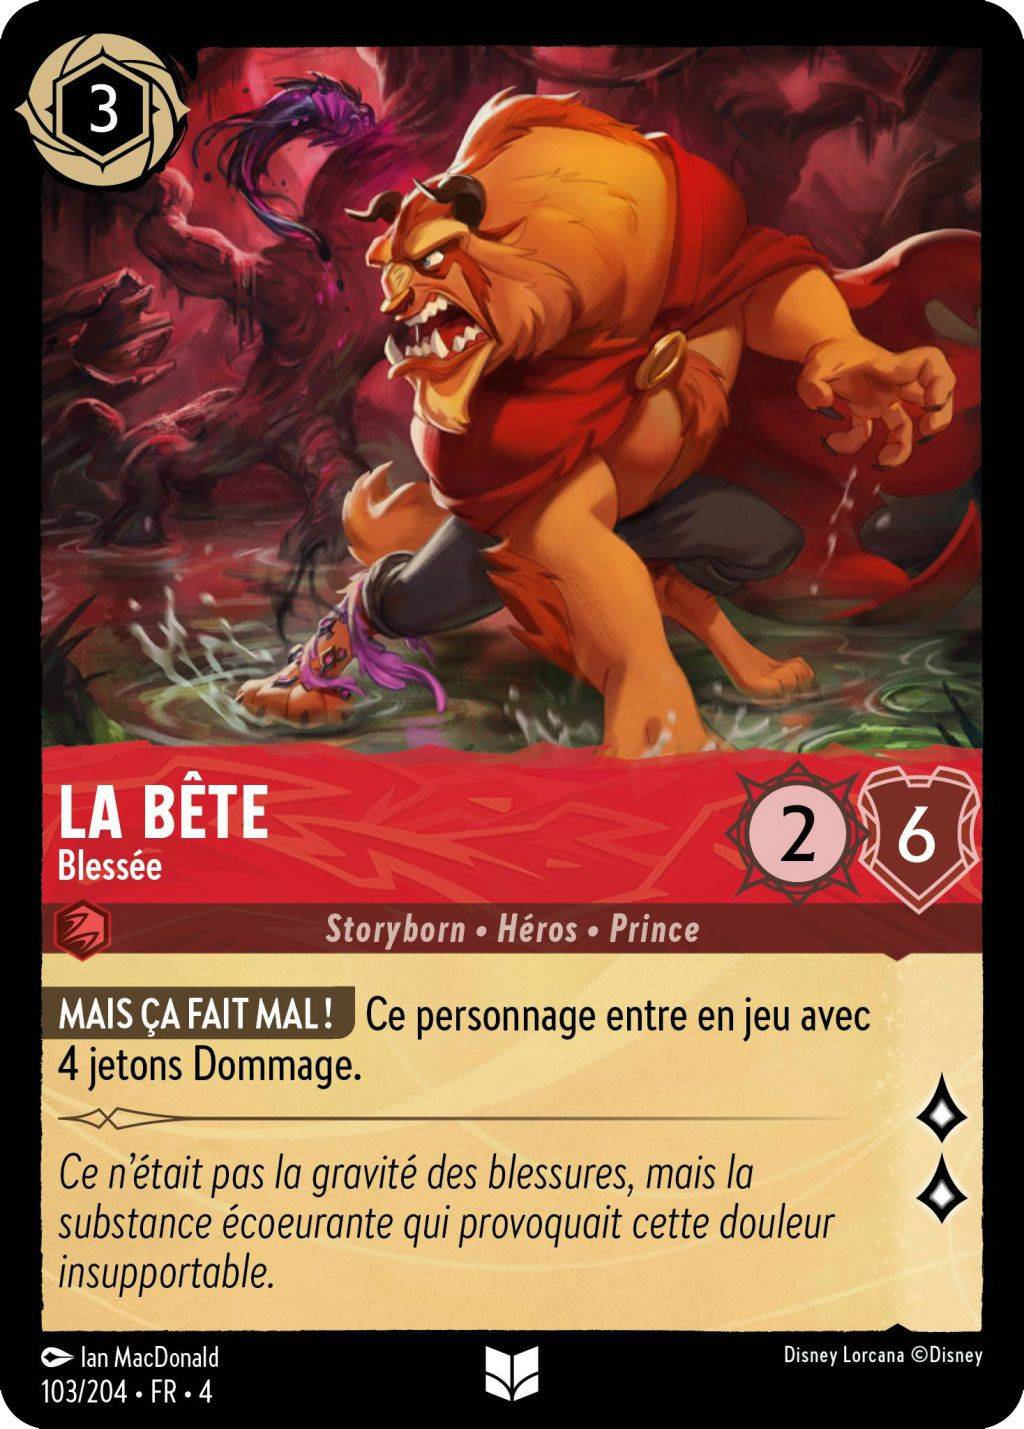 3
LA BÊTE
Blessée
2
6
Storyborn • Héros • Prince
MAIS ÇA FAIT MAL ! Ce personnage entre en jeu avec
4 jetons Dommage.
Ce n’était pas la gravité des blessures, mais la
substance écoeurante qui provoquait cette douleur
insupportable.
Ian MacDonald
103/204 • FR • 4
Disney Lorcana ©Disney